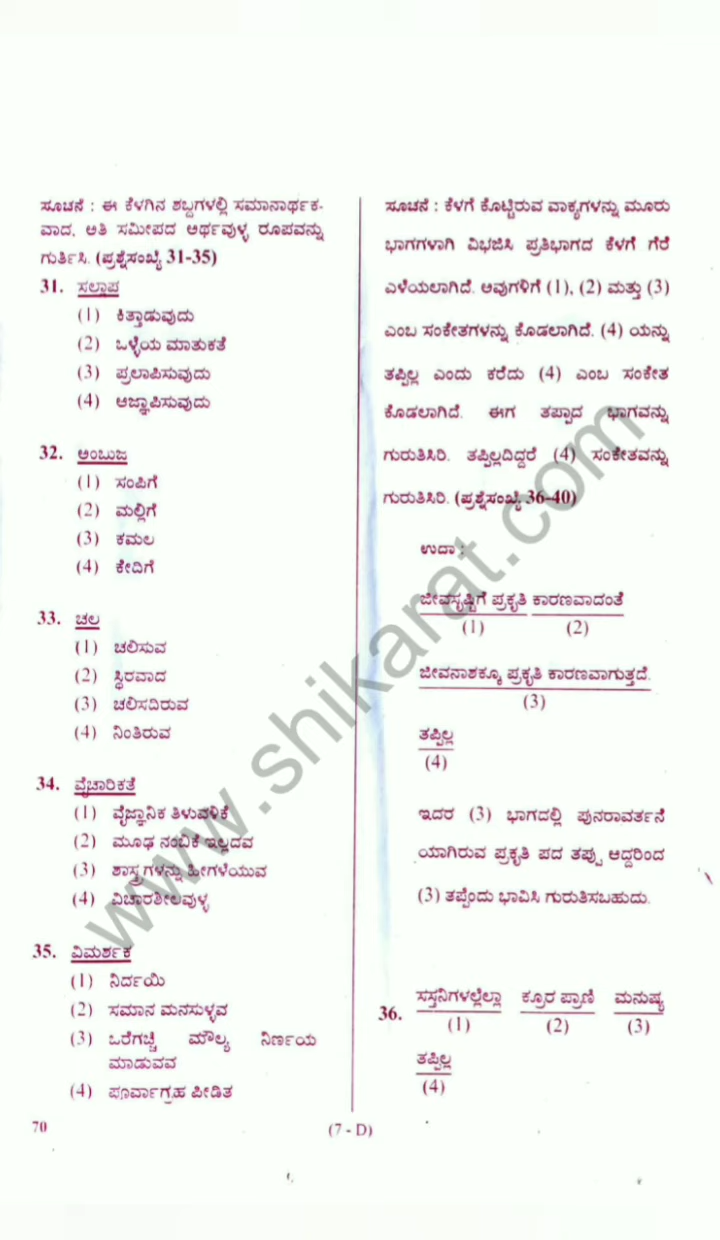 ಸೂಚನೆ : ಈ ಕೆಳಗಿನ ಶಬ್ದಗಳಲ್ಲಿ ಸಮಾನಾರ್ಥಕ-
ವಾದ, ಅತಿ ಸಮೀಪದ ಅರ್ಥವುಳ್ಳ ರೂಪವನ್ನು
ಗುರ್ತಿಸಿ. (ಪ್ರಶ್ನೆಸಂಖ್ಯೆ 31-35)
31. ಸಲ್ಲಾಪ
(1) ಕಿತ್ತಾಡುವುದು
(2) ಒಳ್ಳೆಯ ಮಾತುಕತೆ
(3) ಪ್ರಲಾಪಿಸುವುದು
(4) ಆಜ್ಞಾಪಿಸುವುದು
32. ಅಂಬುಜ
(1) ಸಂಪಿಗೆ
(2) ಮಲ್ಲಿಗೆ
(3) ಕಮಲ
(4) ಕೇದಿಗೆ
33. ಚಲ
(1) ಚಲಿಸುವ
(2) ಸ್ಥಿರವಾದ
(3) ಚಲಿಸದಿರುವ
(4) ನಿಂತಿರುವ
34. ವೈಚಾರಿಕತೆ
(1) ವೈಜ್ಞಾನಿಕ ತಿಳುವಳಿಕೆ
(2) ಮೂಢ ನಂಬಿಕೆ ಇಲ್ಲದವ
(3) ಶಾಸ್ತ್ರಗಳನ್ನು ಹೀಗಳೆಯುವ
(4) ವಿಚಾರಶೀಲವುಳ್ಳ
35. ವಿಮರ್ಶಕ
(1) ನಿರ್ದಯಿ
(2) ಸಮಾನ ಮನಸುಳ್ಳವ
(3) ಒರೆಗಚ್ಚಿ ಮೌಲ್ಯ ನಿರ್ಣಯ
ಮಾಡುವವ
(4) ಪೂರ್ವಾಗ್ರಹ ಪೀಡಿತ
70
(7 - D)
ಸೂಚನೆ : ಕೆಳಗೆ ಕೊಟ್ಟಿರುವ ವಾಕ್ಯಗಳನ್ನು ಮೂರು
ಭಾಗಗಳಾಗಿ ವಿಭಜಿಸಿ ಪ್ರತಿಭಾಗದ ಕೆಳಗೆ ಗೆರೆ
ಎಳೆಯಲಾಗಿದೆ. ಅವುಗಳಿಗೆ (1), (2) ಮತ್ತು (3)
ಎಂಬ ಸಂಕೇತಗಳನ್ನು ಕೊಡಲಾಗಿದೆ. (4) ಯನ್ನು
ತಪ್ಪಿಲ್ಲ ಎಂದು ಕರೆದು (4) ಎಂಬ ಸಂಕೇತ
ಕೊಡಲಾಗಿದೆ. ಈಗ ತಪ್ಪಾದ ಭಾಗವನ್ನು
ಗುರುತಿಸಿರಿ. ತಪ್ಪಿಲ್ಲದಿದ್ದರೆ (4) ಸಂಕೇತವನ್ನು
ಗುರುತಿಸಿರಿ. (ಪ್ರಶ್ನೆಸಂಖ್ಯೆ 36-40)
ಉದಾ :
ಜೀವಸೃಷ್ಟಿಗೆ ಪ್ರಕೃತಿ ಕಾರಣವಾದಂತೆ
(1) (2)
ಜೀವನಾಶಕ್ಕೂ ಪ್ರಕೃತಿ ಕಾರಣವಾಗುತ್ತದೆ.
(3)
ತಪ್ಪಿಲ್ಲ
(4)
ಇದರ (3) ಭಾಗದಲ್ಲಿ ಪುನರಾವರ್ತನೆ
ಯಾಗಿರುವ ಪ್ರಕೃತಿ ಪದ ತಪ್ಪು ಆದ್ದರಿಂದ
(3) ತಪ್ಪೆಂದು ಭಾವಿಸಿ ಗುರುತಿಸಬಹುದು.
36. ಸಸ್ತನಿಗಳಲ್ಲೆಲ್ಲಾ ಕ್ರೂರ ಪ್ರಾಣಿ ಮನುಷ್ಯ
(1) (2) (3)
ತಪ್ಪಿಲ್ಲ
(4)
www.shikarat.com